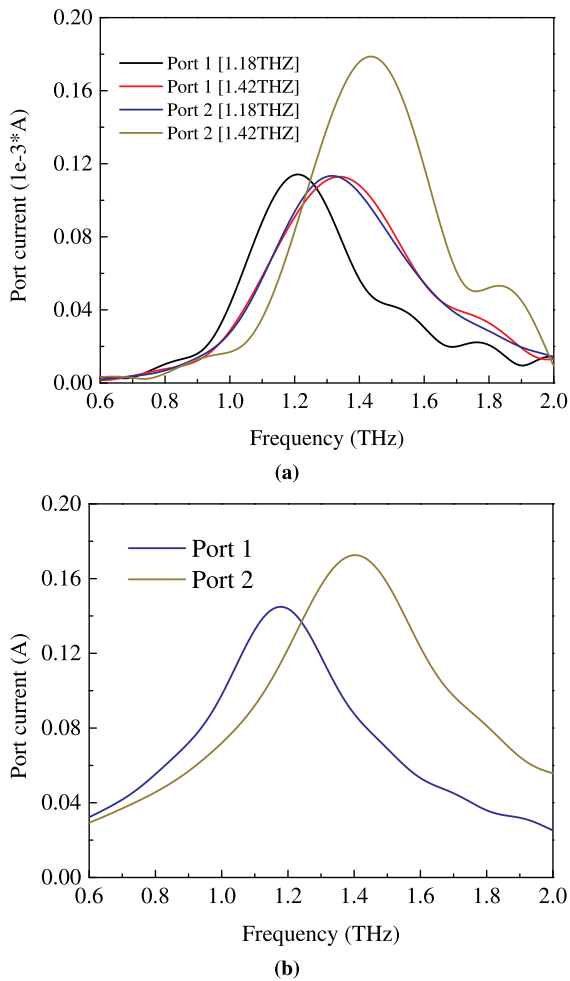 0.20
Port 1 [1.18THZ]
0.16
Port 1 [1.42THZ]
Port 2 [1.18THZ]
Port 2 [1.42THZ]
0.12
0.08
0.04
0.00
Port current (1e-3*A)
0.6 0.8 1.0 1.2 1.4 1.6 1.8 2.0
Frequency (THz)
(a)
0.20
Port 1
0.16
Port 2
0.12
0.08
0.04
0.00
Port current (A)
0.6 0.8 1.0 1.2 1.4 1.6 1.8 2.0
Frequency (THz)
(b)